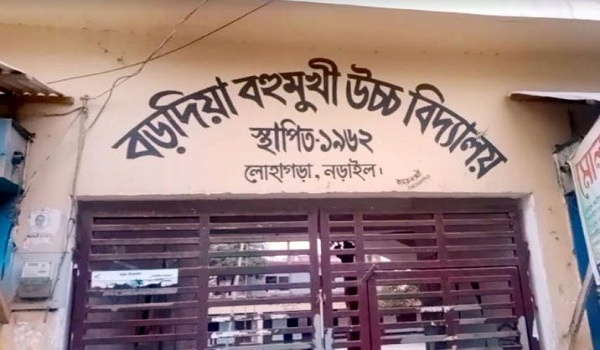 বড়দিয়া বহুমুখী উচ্চ বিদ্যালয়
স্থাপিত-১৯৬২
লোহাগড়া, নড়াইল।